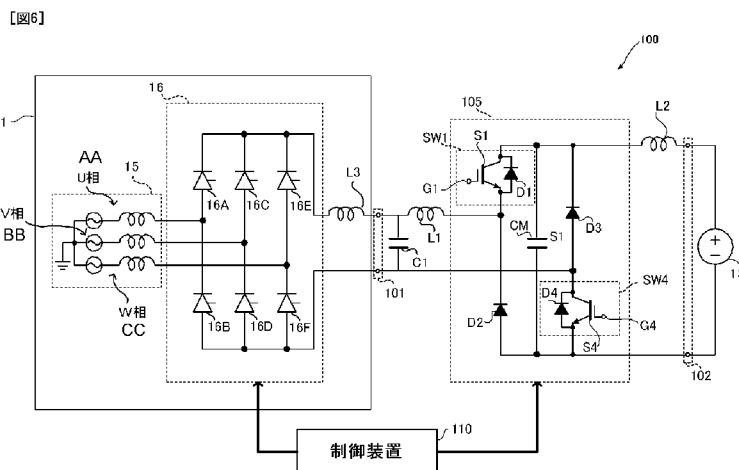 [図6]
100
1
16
105
L2
AA
15
U相
V相
BB
W相
CC
16A
16C
16E
16B
16D
16F
L3
C1
101
L1
SW1
S1
G1
D1
CM
S1
D3
D2
D4
SW4
G4
S4
102
110
制御装置